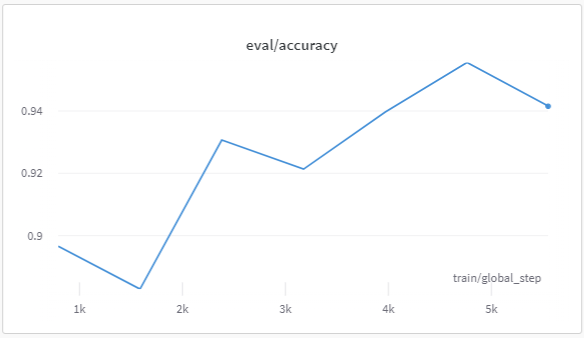 eval/accuracy
0.94
0.92
0.9
train/global_step
1k 2k 3k 4k 5k